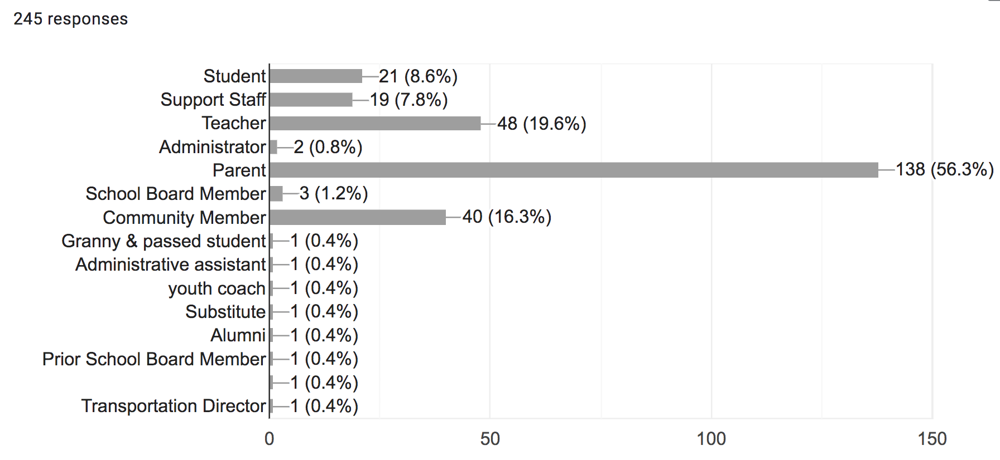 245 responses
Student 21 (8.6%)
Support Staff 19 (7.8%)
Teacher 48 (19.6%)
Administrator 2 (0.8%)
Parent 138 (56.3%)
School Board Member 3 (1.2%)
Community Member 40 (16.3%)
Granny & passed student 1 (0.4%)
Administrative assistant 1 (0.4%)
youth coach 1 (0.4%)
Substitute 1 (0.4%)
Alumni 1 (0.4%)
Prior School Board Member 1 (0.4%)
1 (0.4%)
Transportation Director 1 (0.4%)
0 50 100 150